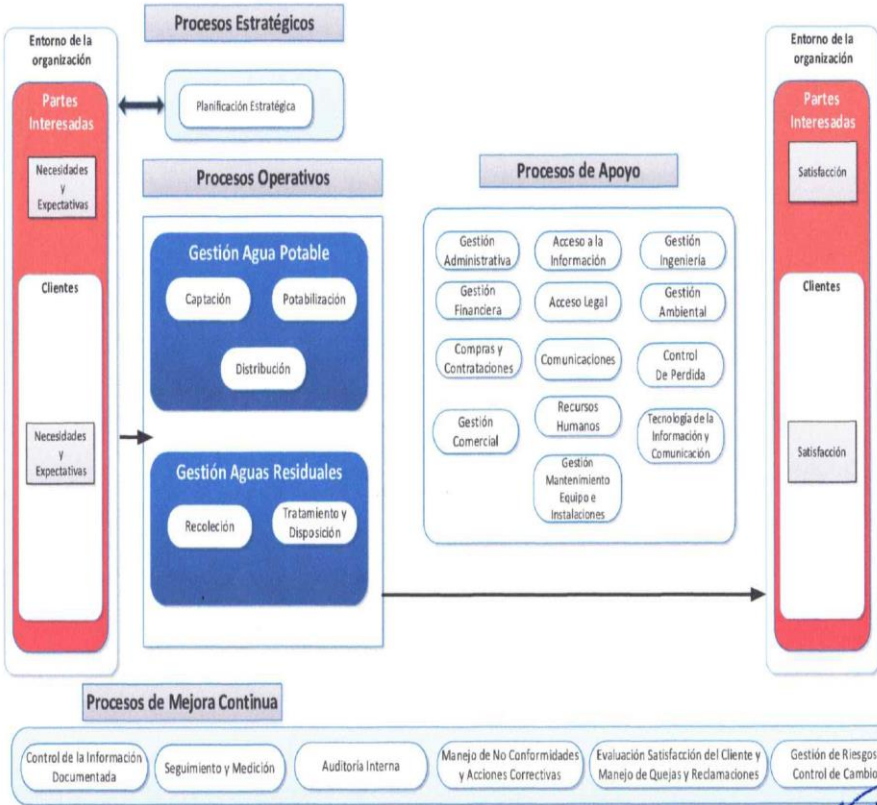 Procesos Estratégicos
Entorno de la
organización
Partes
Interesadas
Necesidades
y
Expectativas
Clientes
Necesidades
y
Expectativas
Planificación Estratégica
Procesos Operativos
Gestión Agua Potable
Captación
Potabilización
Distribución
Gestión Aguas Residuales
Recoleción
Tratamiento y
Disposición
Procesos de Apoyo
Gestión
Administrativa
Acceso a la
Información
Gestión
Ingeniería
Gestión
Financiera
Acceso Legal
Gestión
Ambiental
Compras y
Contrataciones
Comunicaciones
Control
De Perdida
Gestión
Comercial
Recursos
Humanos
Tecnología de la
Información y
Comunicación
Gestión
Mantenimiento
Equipo e
Instalaciones
Entorno de la
organización
Partes
Interesadas
Satisfacción
Clientes
Satisfacción
Procesos de Mejora Continua
Control de la Información
Documentada
Seguimiento y Medición
Auditoría Interna
Manejo de No Conformidades
y Acciones Correctivas
Evaluación Satisfacción del Cliente y
Manejo de Quejas y Reclamaciones
Gestión de Riesgos
Control de Cambio